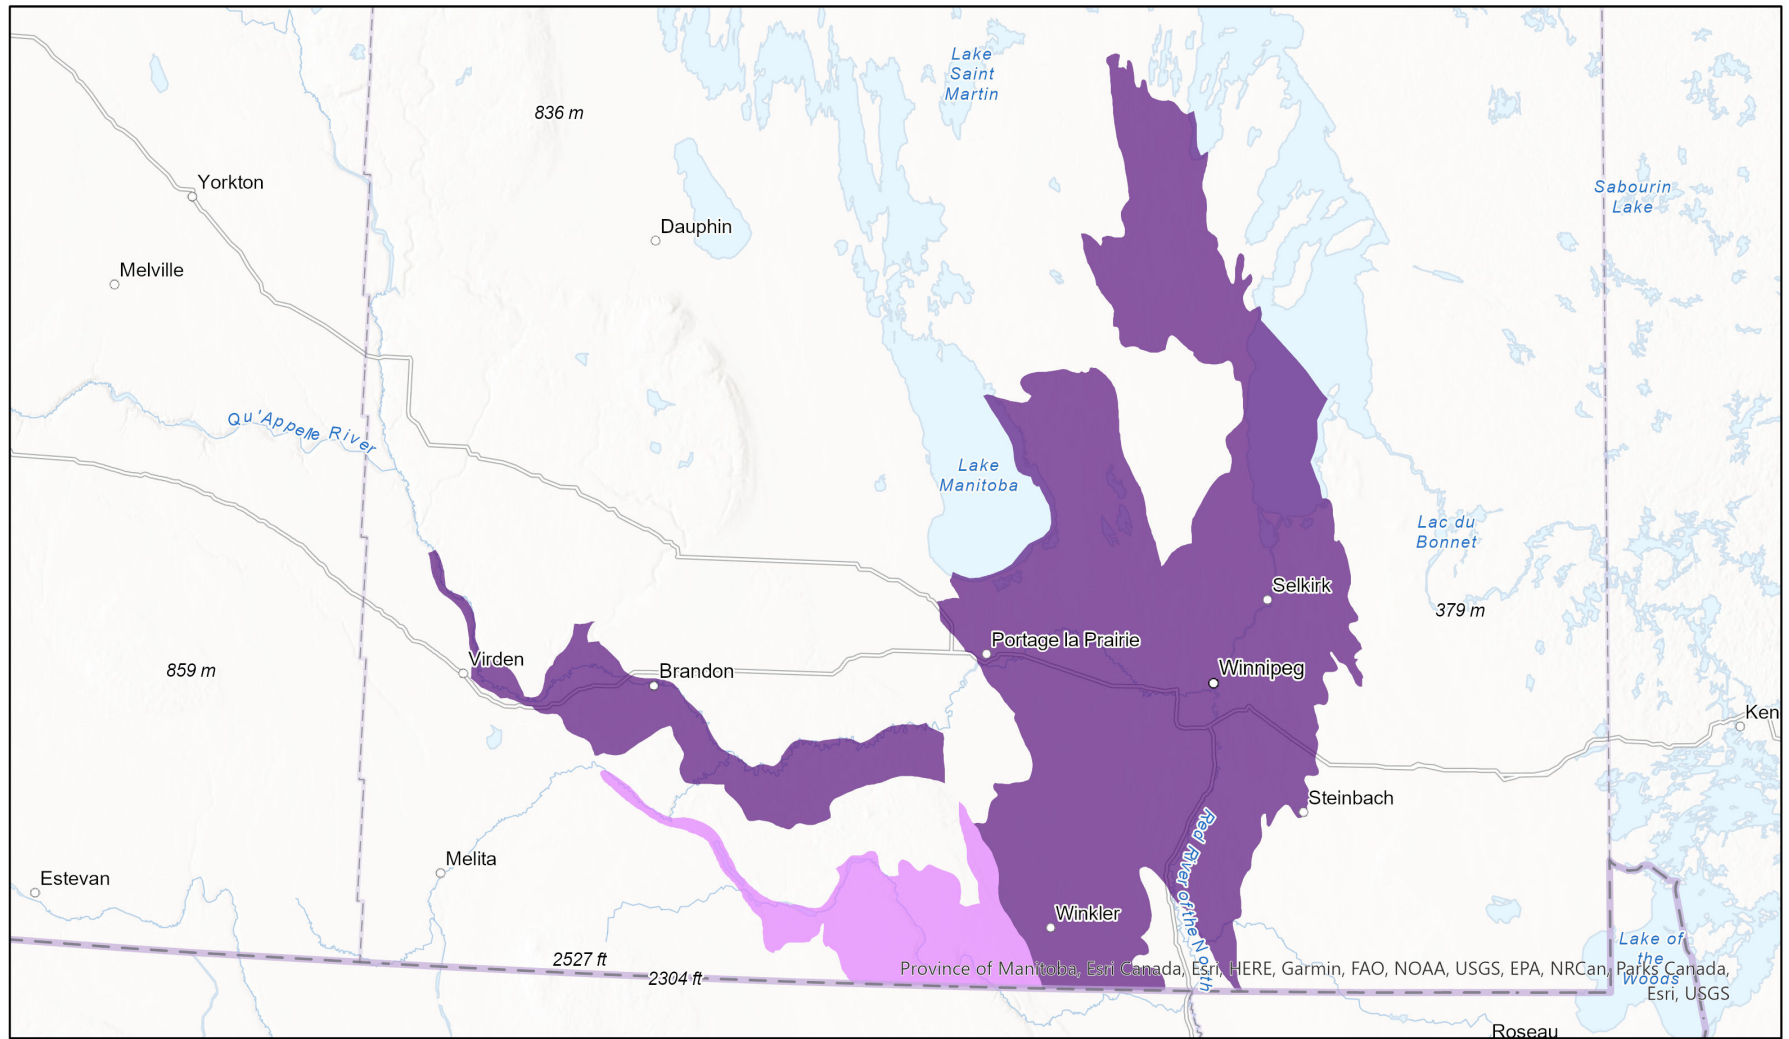 Lake
Saint
Martin
836 m
Yorkton
Sabourin
Lake
Dauphin
Melville
Qu'Appelle River
Lake
Manitoba
Lac du
Bonnet
Selkirk
379 m
Portage la Prairie
Virden
Brandon
Winnipeg
859 m
Ken
Steinbach
Red River of the North
Melita
Estevan
Winkler
Lake of
the
Woods
2527 ft
2304 ft
Province of Manitoba, Esri Canada, Esri, HERE, Garmin, FAO, NOAA, USGS, EPA, NRCan, Parks Canada,
Esri, USGS
Roseau